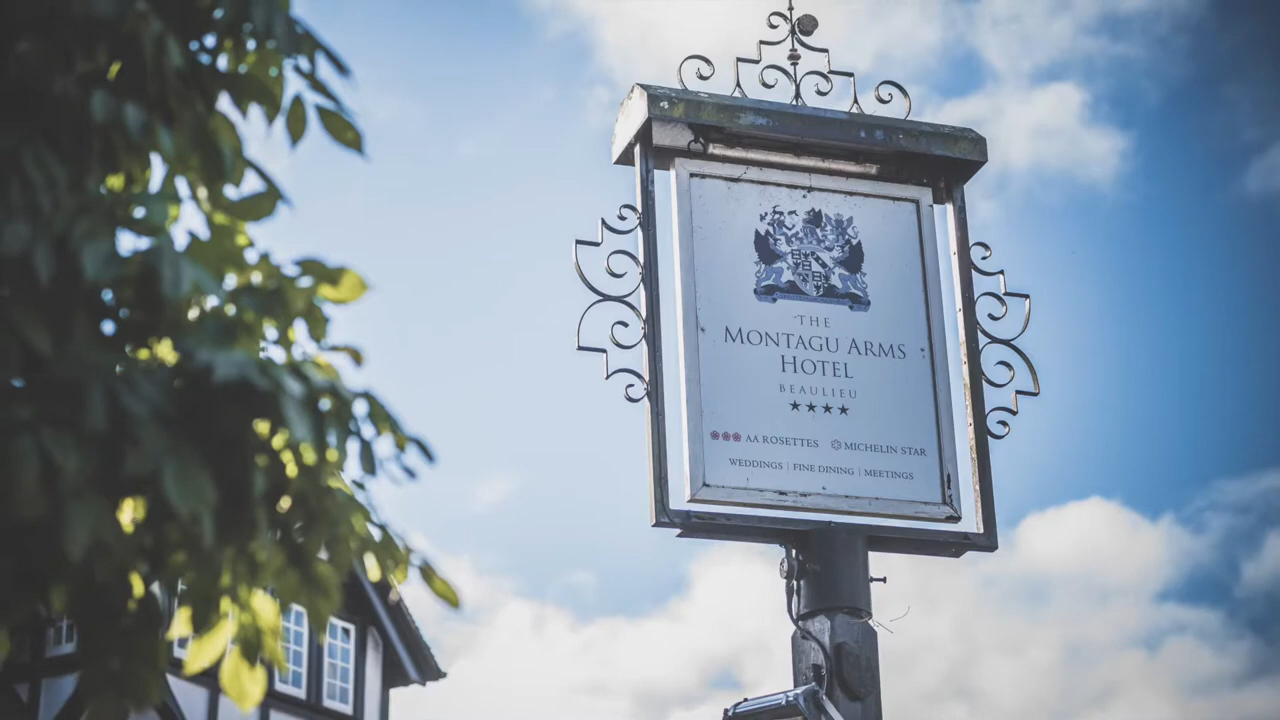 THE
MONTAGU ARMS
HOTEL
BEAULIEU
AA ROSETTES MICHELIN STAR
WEDDINGS | FINE DINING | MEETINGS